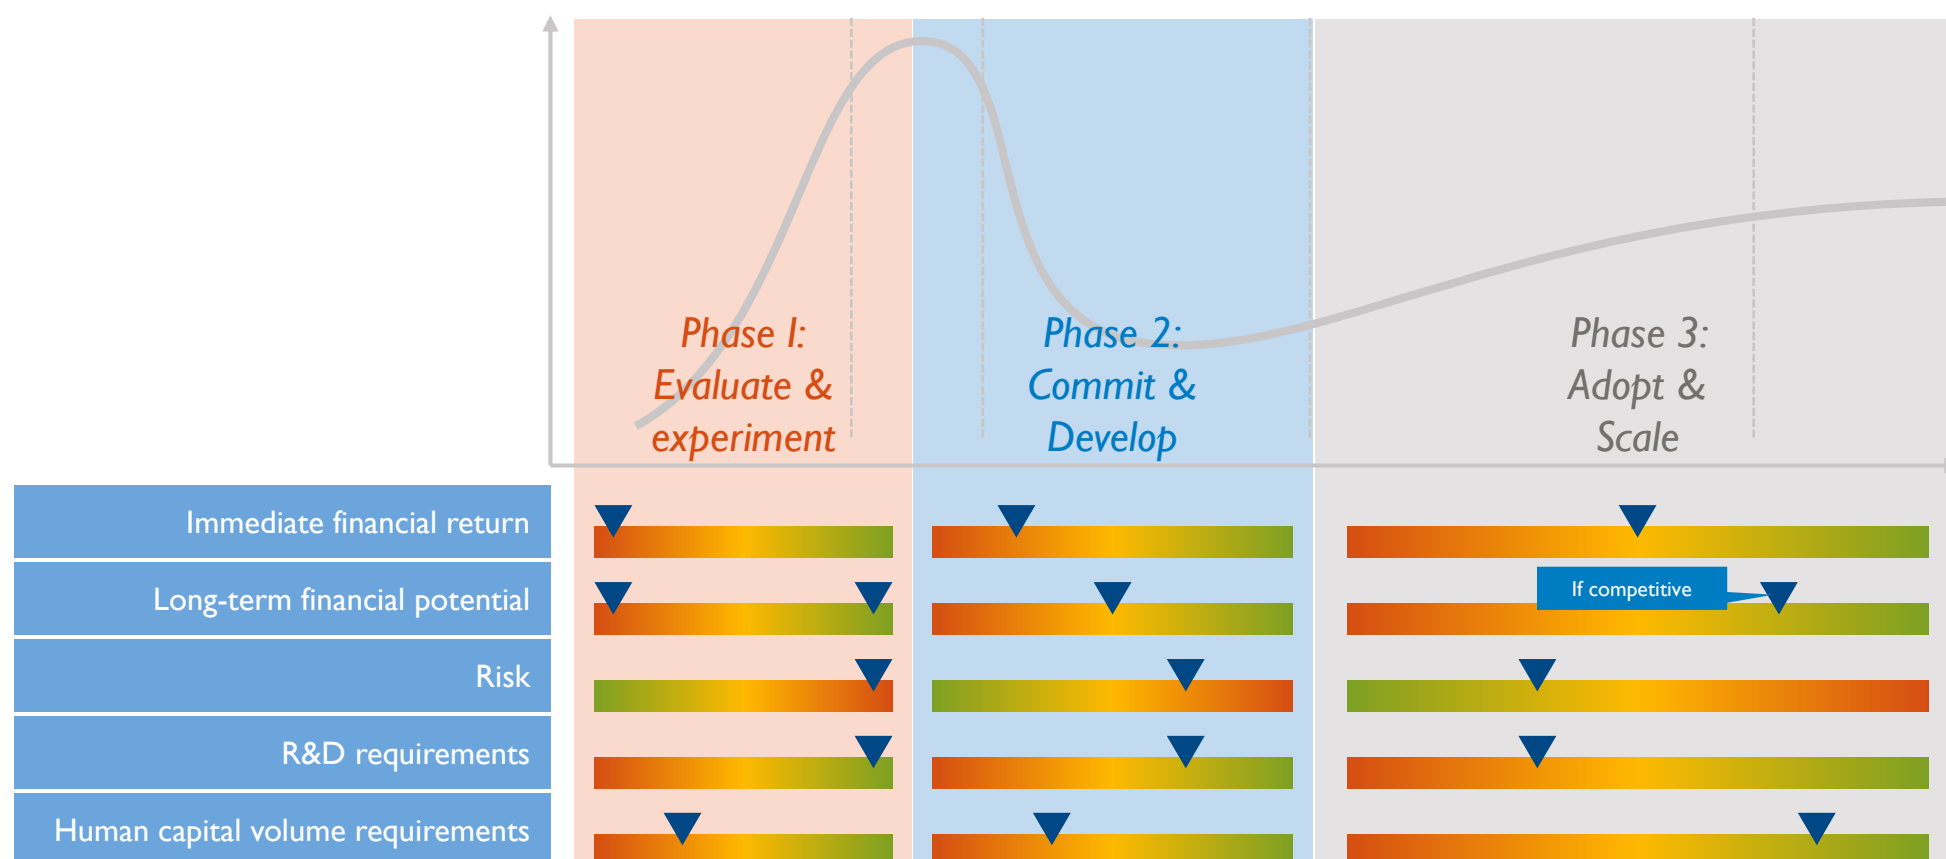 Phase 1:
Evaluate &
experiment
Phase 2:
Commit &
Develop
Phase 3:
Adopt &
Scale
Immediate financial return
Long-term financial potential
If competitive
Risk
R&D requirements
Human capital volume requirements